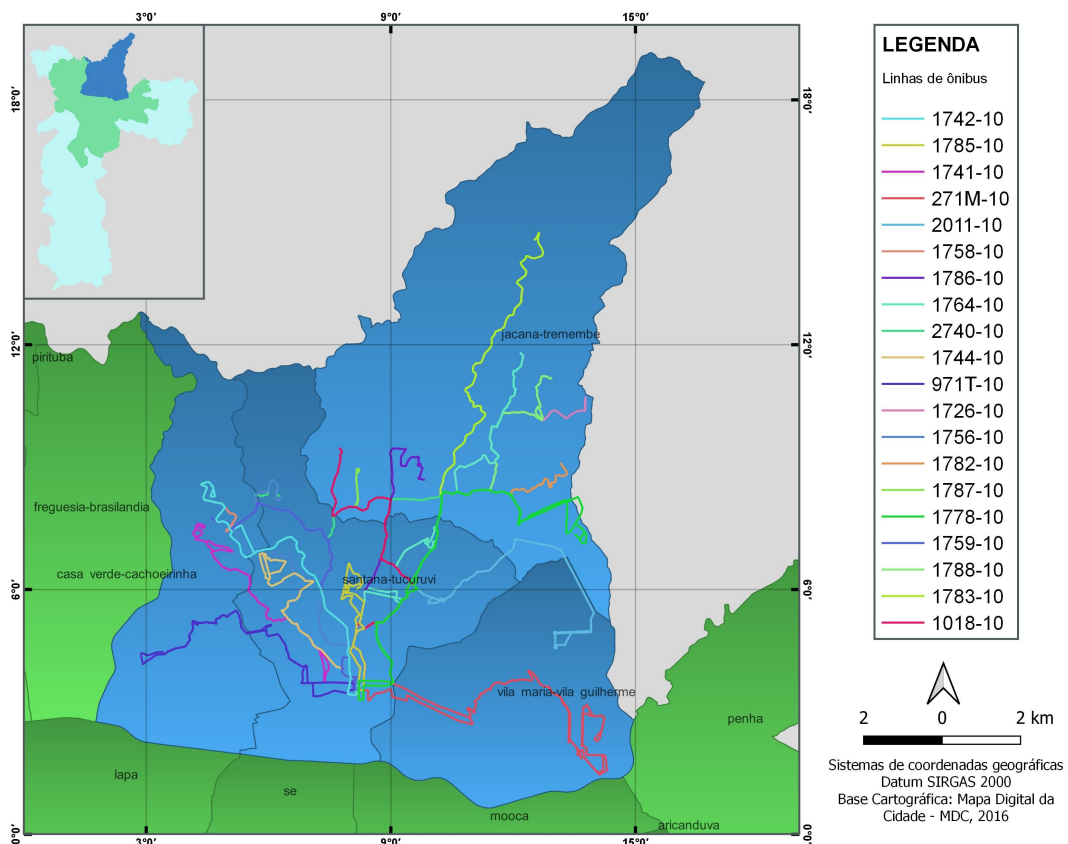 3°0' 9°0' 15°0'
18°0' 18°0'
12°0' 12°0'
6°0' 6°0'
0°0' 0°0'
3°0' 9°0' 15°0'
pirituba
jacana-tremembe
freguesia-brasilandia
casa verde-cachoeirinha
santana-tucuruvi
vila maria-vila guilherme
penha
lapa
se
mooca
aricanduva
LEGENDA
Linhas de ônibus
1742-10
1785-10
1741-10
271M-10
2011-10
1758-10
1786-10
1764-10
2740-10
1744-10
971T-10
1726-10
1756-10
1782-10
1787-10
1778-10
1759-10
1788-10
1783-10
1018-10
2 0 2 km
Sistemas de coordenadas geográficas
Datum SIRGAS 2000
Base Cartográfica: Mapa Digital da
Cidade - MDC, 2016